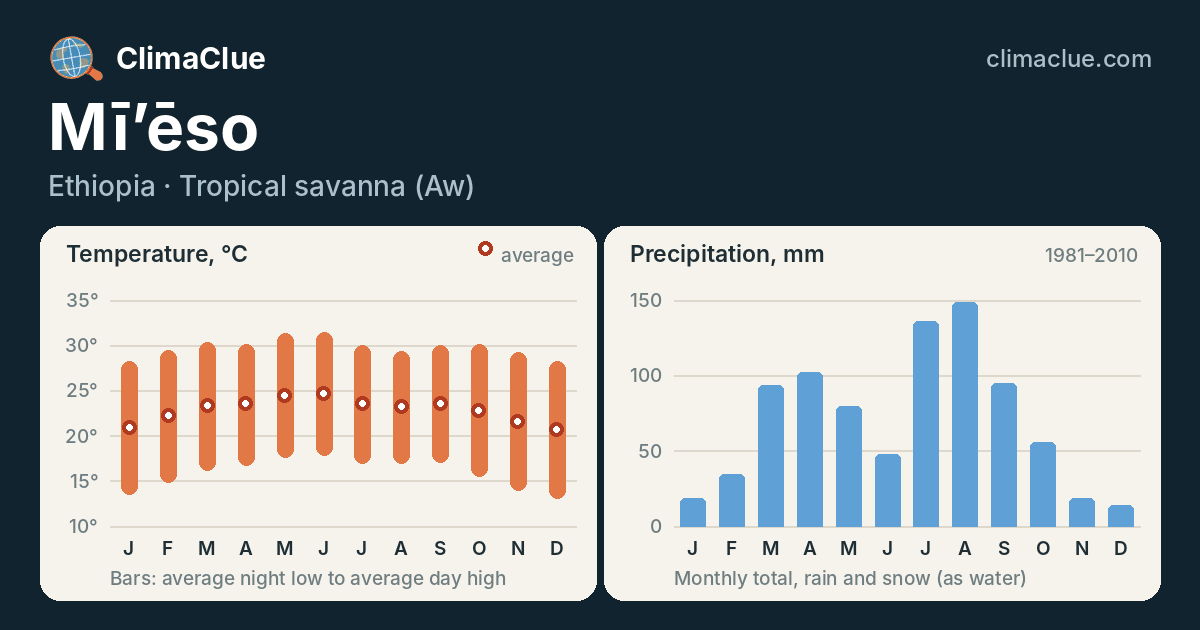 ClimaClue
climaclue.com
Mī’ēso
Ethiopia · Tropical savanna (Aw)
Temperature, °C
average
35°
30°
25°
20°
15°
10°
J F M A M J J A S O N D
Bars: average night low to average day high
Precipitation, mm
1981–2010
150
100
50
0
J F M A M J J A S O N D
Monthly total, rain and snow (as water)